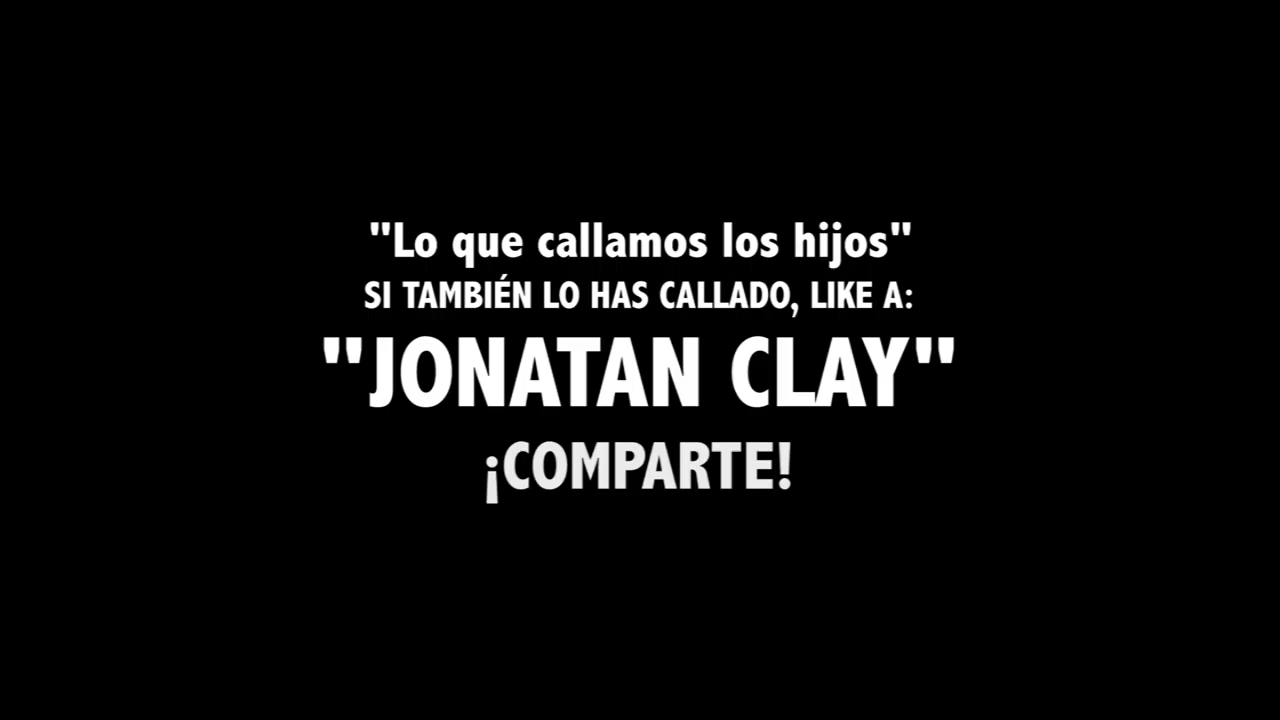 "Lo que callamos los hijos"
SI TAMBIÉN LO HAS CALLADO, LIKE A:
"JONATAN CLAY"
¡COMPARTE!